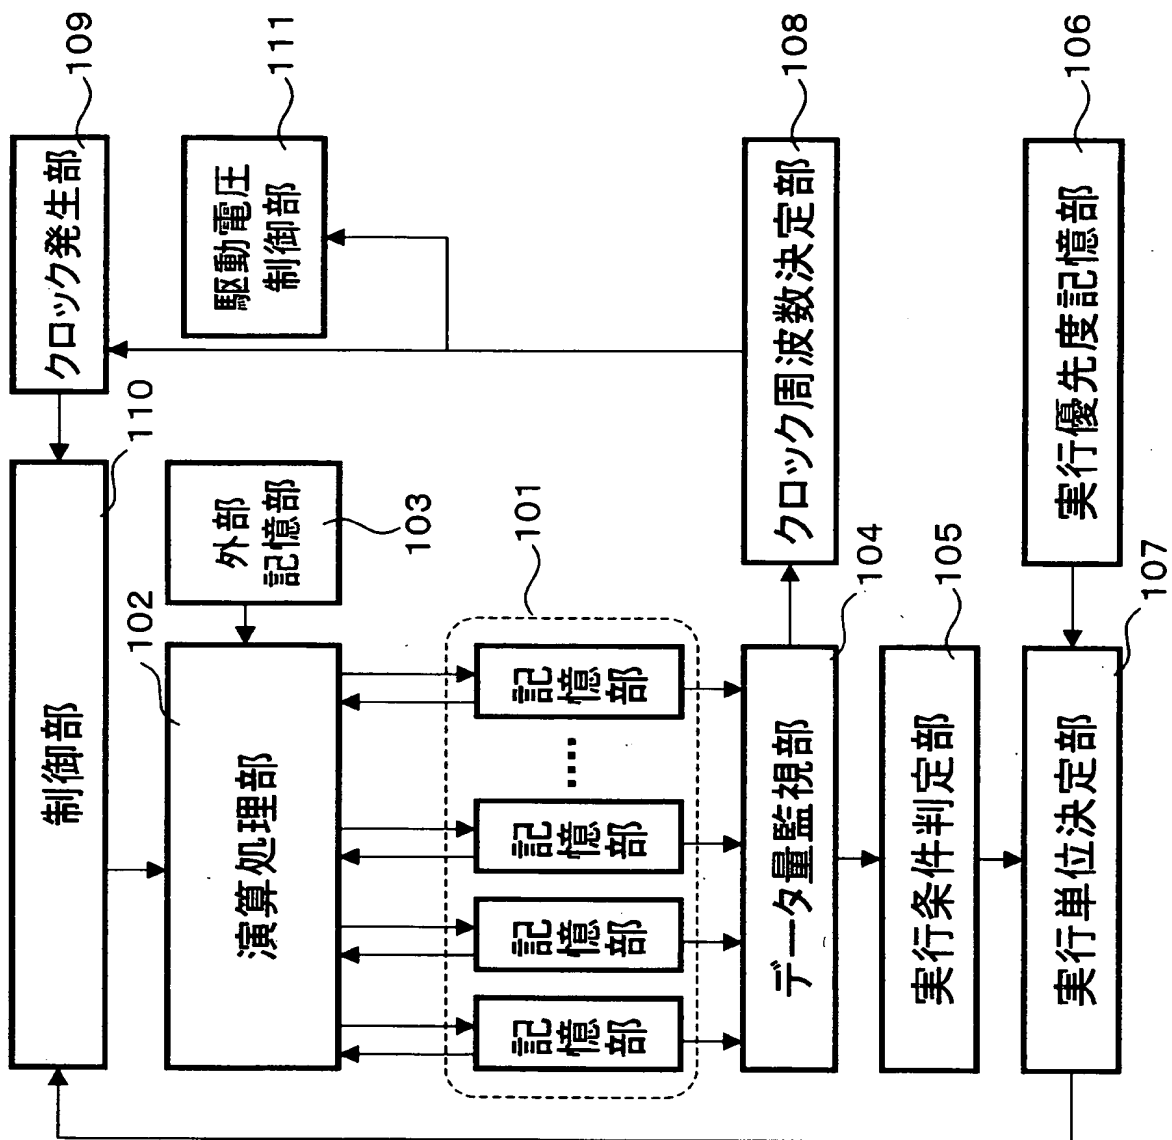 クロック発生部
109
駆動電圧
制御部
111
制御部
110
外部
記憶部
103
演算処理部
102
101
記憶部
記憶部
記憶部
....
記憶部
データ量監視部
104
クロック周波数決定部
108
実行条件判定部
105
実行単位決定部
107
実行優先度記憶部
106